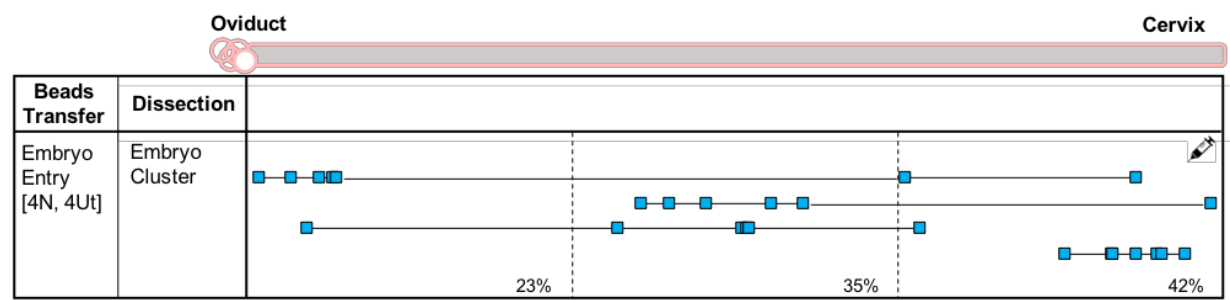 Oviduct
Cervix
Beads
Transfer
Dissection
Embryo
Entry
[4N, 4Ut]
Embryo
Cluster
23%
35%
42%